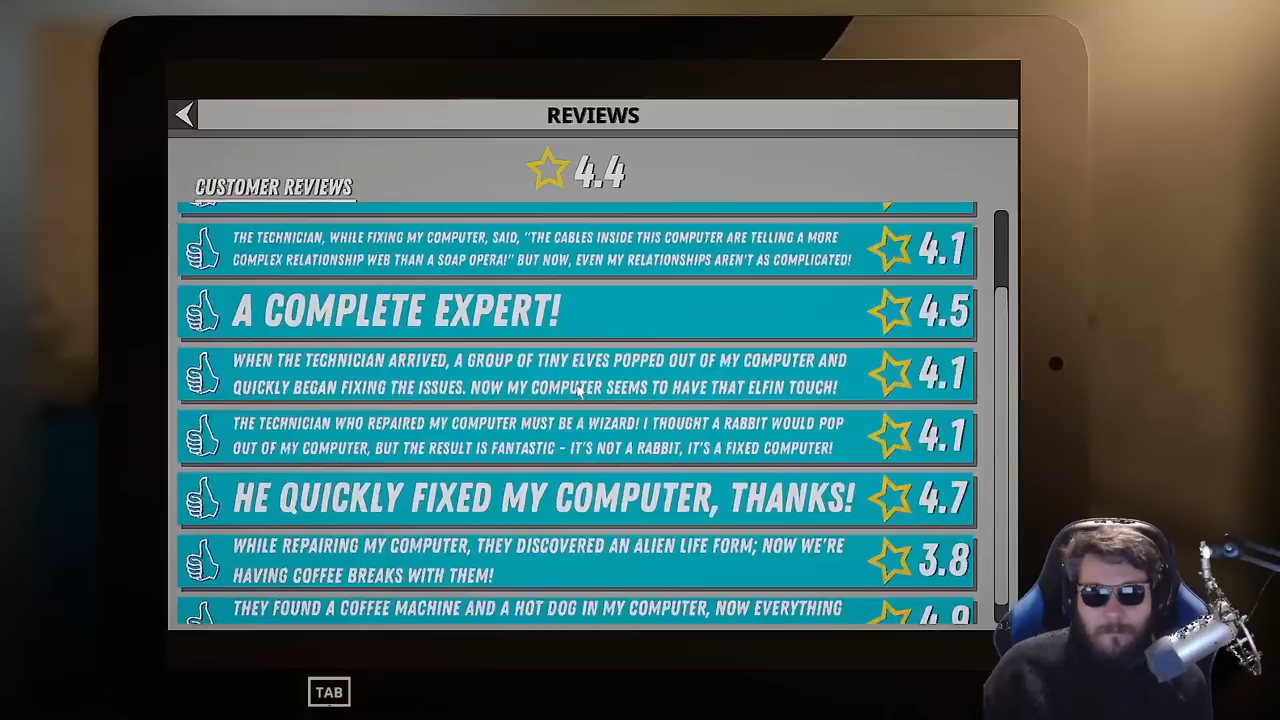 REVIEWS
4.4
CUSTOMER REVIEWS
THE TECHNICIAN, WHILE FIXING MY COMPUTER, SAID, "THE CABLES INSIDE THIS COMPUTER ARE TELLING A MORE
COMPLEX RELATIONSHIP WEB THAN A SOAP OPERA!" BUT NOW, EVEN MY RELATIONSHIPS AREN'T AS COMPLICATED!
4.1
A COMPLETE EXPERT!
4.5
WHEN THE TECHNICIAN ARRIVED, A GROUP OF TINY ELVES POPPED OUT OF MY COMPUTER AND
QUICKLY BEGAN FIXING THE ISSUES. NOW MY COMPUTER SEEMS TO HAVE THAT ELFIN TOUCH!
4.1
THE TECHNICIAN WHO REPAIRED MY COMPUTER MUST BE A WIZARD! I THOUGHT A RABBIT WOULD POP
OUT OF MY COMPUTER, BUT THE RESULT IS FANTASTIC - IT'S NOT A RABBIT, IT'S A FIXED COMPUTER!
4.1
HE QUICKLY FIXED MY COMPUTER, THANKS!
4.7
WHILE REPAIRING MY COMPUTER, THEY DISCOVERED AN ALIEN LIFE FORM; NOW WE'RE
HAVING COFFEE BREAKS WITH THEM!
3.8
THEY FOUND A COFFEE MACHINE AND A HOT DOG IN MY COMPUTER, NOW EVERYTHING
TAB